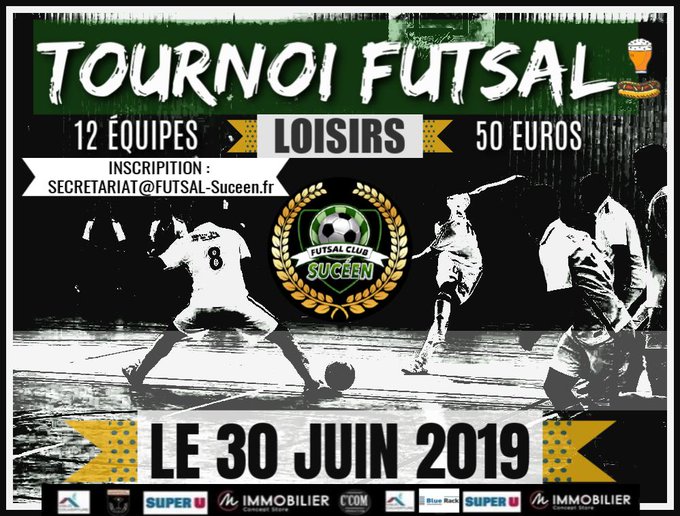 TOURNOI FUTSAL
12 ÉQUIPES
LOISIRS
50 EUROS
INSCRIPITION :
SECRETARIAT@FUTSAL-Suceen.fr
8
FUTSAL CLUB
SUCÉEN
LE 30 JUIN 2019
SUPER U
IMMOBILIER
Concept Store
C'COM
Blue Rack
SUPER U
IMMOBILIER
Concept Store